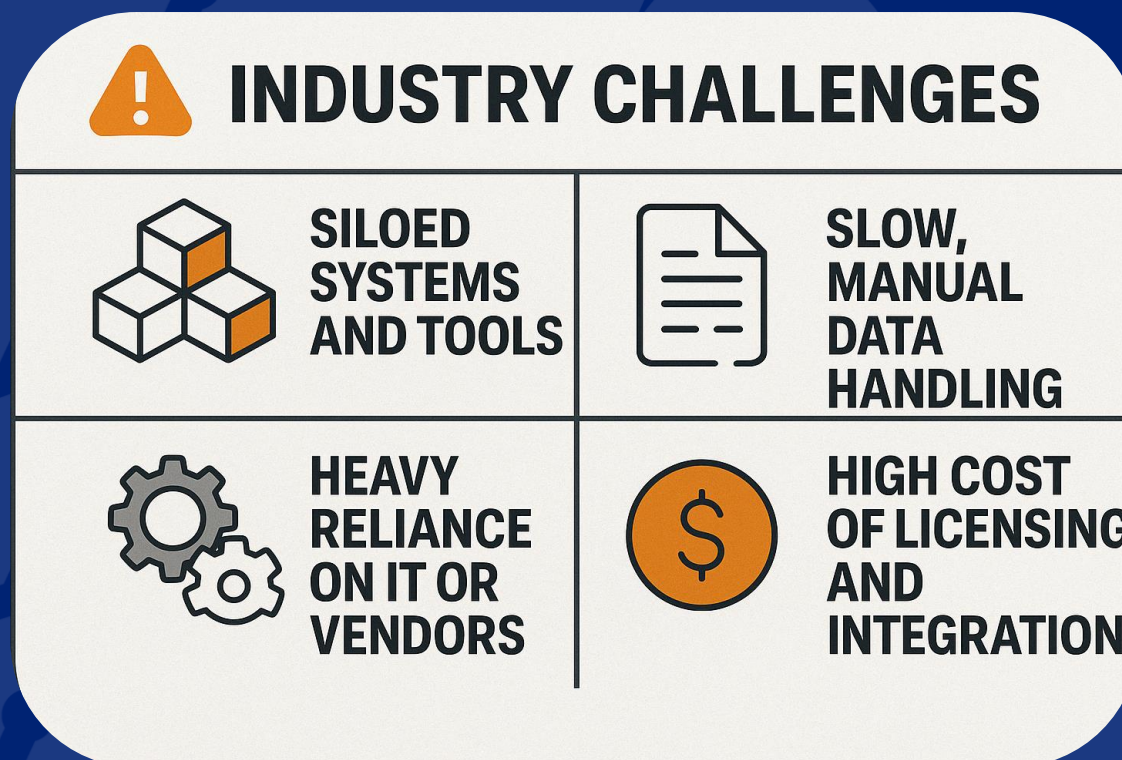 INDUSTRY CHALLENGES
SILOED
SYSTEMS
AND TOOLS
SLOW,
MANUAL
DATA
HANDLING
HEAVY
RELIANCE
ON IT OR
VENDORS
HIGH COST
OF LICENSING
AND
INTEGRATION